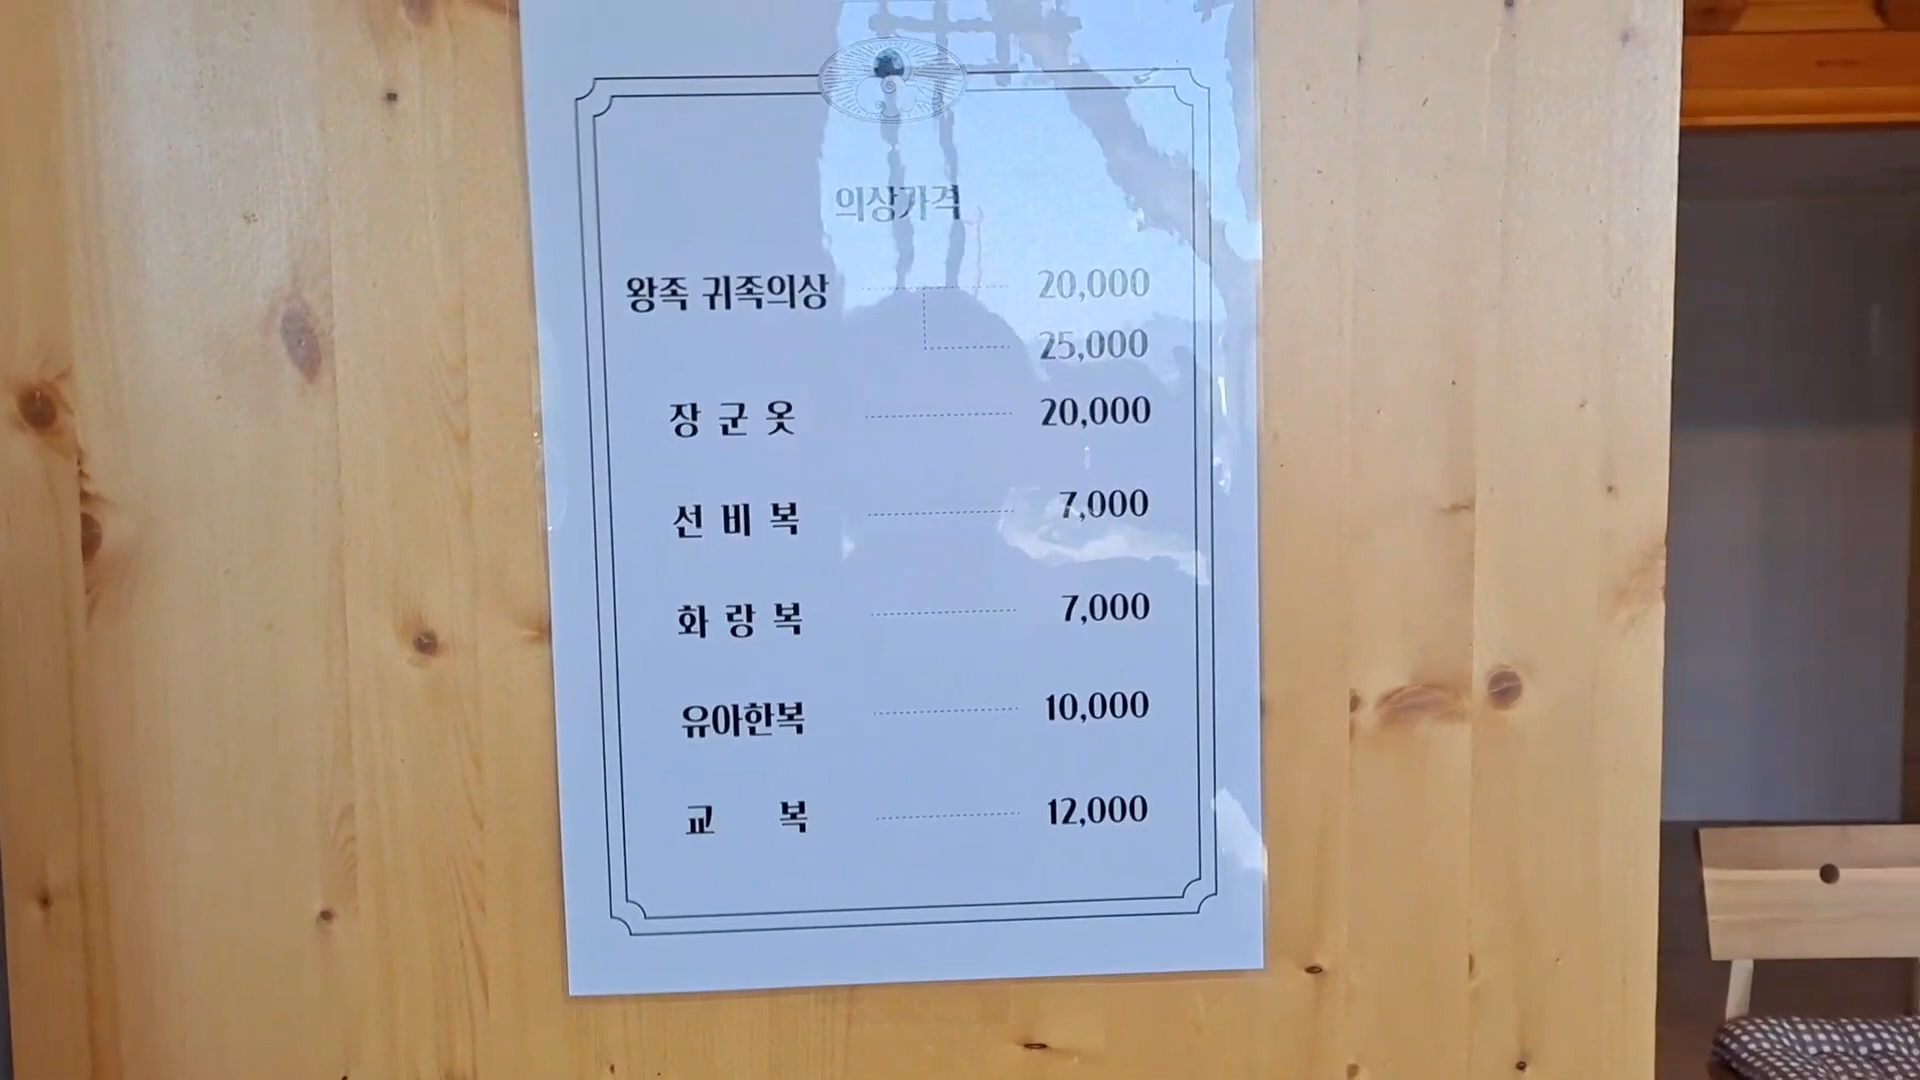 의상가격
왕족 귀족의상 20,000
25,000
장 군 옷 20,000
선 비 복 7,000
화 랑 복 7,000
유아한복 10,000
교 복 12,000